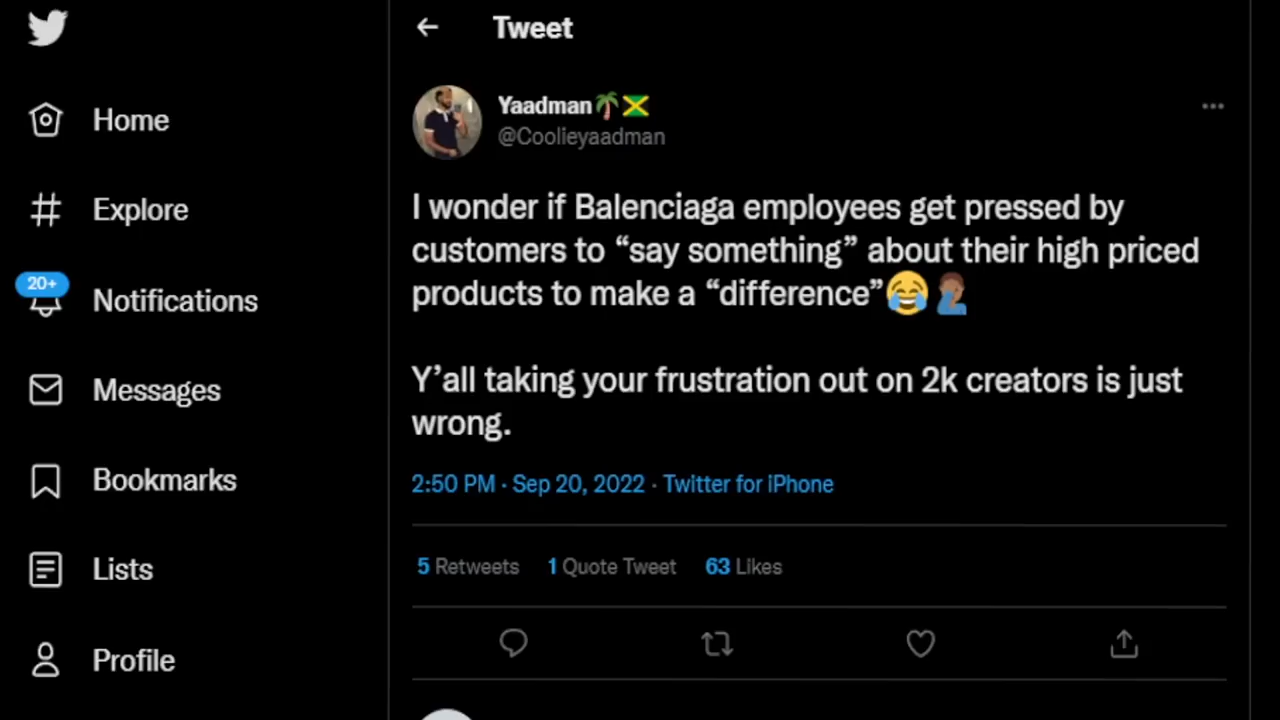 Tweet
Home
Explore
20+
Notifications
Messages
Bookmarks
Lists
Profile
Yaadman🌴🇯🇲
@Coolieyaadman
I wonder if Balenciaga employees get pressed by
customers to “say something” about their high priced
products to make a “difference”😂🤦🏾‍♂️
Y’all taking your frustration out on 2k creators is just
wrong.
2:50 PM · Sep 20, 2022 · Twitter for iPhone
5 Retweets 1 Quote Tweet 63 Likes